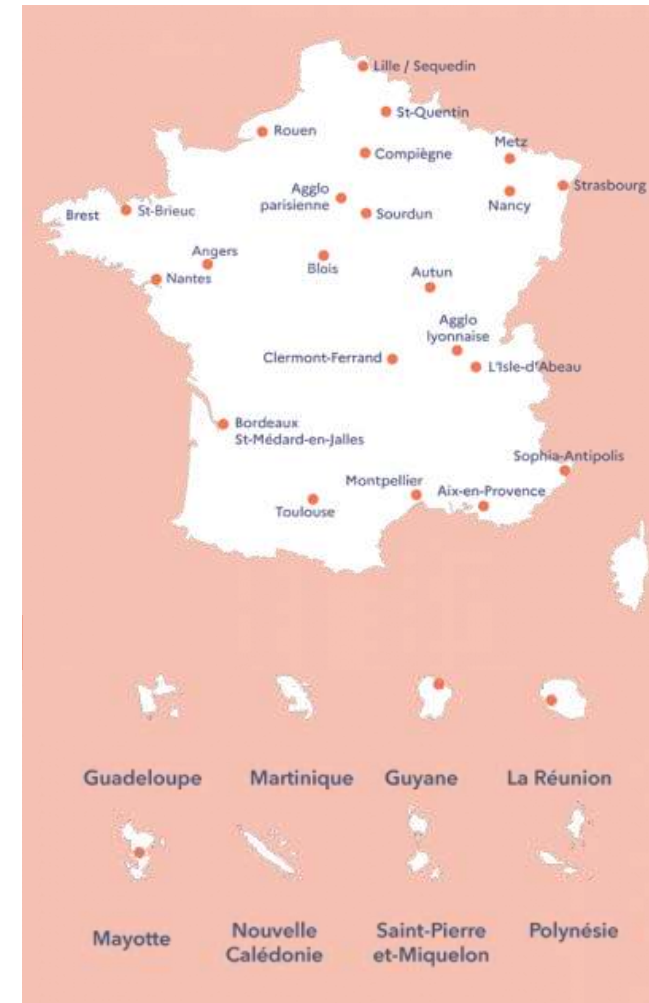 Lille / Sequedin
St-Quentin
Rouen
Metz
Compiègne
Strasbourg
Agglo
parisienne
Nancy
Brest
St-Brieuc
Sourdun
Angers
Blois
Autun
Nantes
Agglo
lyonnaise
Clermont-Ferrand
L'Isle-d'Abeau
Bordeaux
St-Médard-en-Jalles
Sophia-Antipolis
Montpellier
Aix-en-Provence
Toulouse
Guadeloupe
Martinique
Guyane
La Réunion
Mayotte
Nouvelle
Calédonie
Saint-Pierre
et-Miquelon
Polynésie